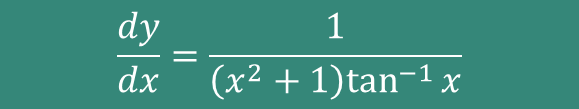 dy/dx = 1/((x² + 1)tan⁻¹ x)